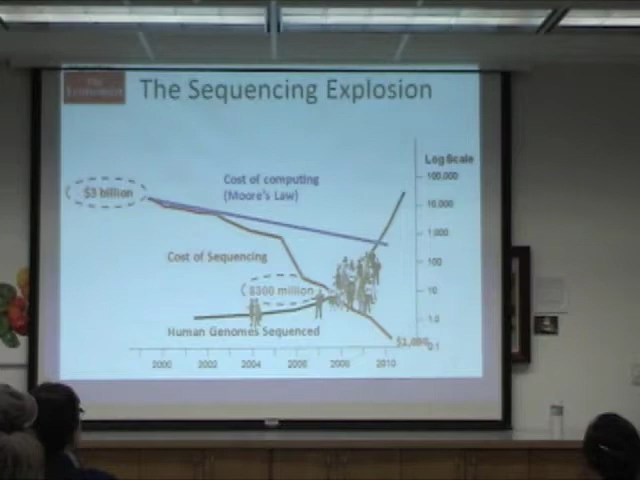 The
Economist
The Sequencing Explosion
Log Scale
100,000
10,000
1,000
100
10
1.0
0.1
$3 billion
Cost of computing
(Moore's Law)
Cost of Sequencing
$300 million
Human Genomes Sequenced
2000 2002 2004 2006 2008 2010